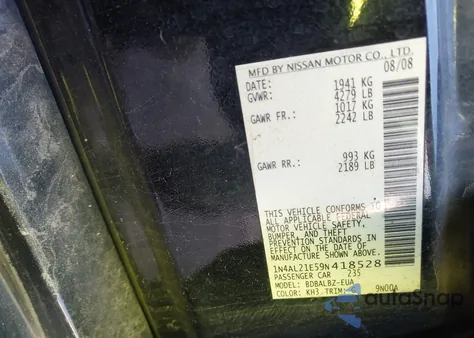 MFD BY NISSAN MOTOR CO., LTD.
DATE: 08/08
GVWR: 1941 KG
4279 LB
GAWR FR.: 1017 KG
2242 LB
GAWR RR.: 993 KG
2189 LB
THIS VEHICLE CONFORMS TO
ALL APPLICABLE FEDERAL
MOTOR VEHICLE SAFETY,
BUMPER, AND THEFT
PREVENTION STANDARDS IN
EFFECT ON THE DATE OF
MANUFACTURE SHOWN ABOVE.
1N4AL21E59N418528
PASSENGER CAR 235
MODEL: BDBALBZ-EUA
COLOR: KH3 TRIM: 9N00A
autoSnap